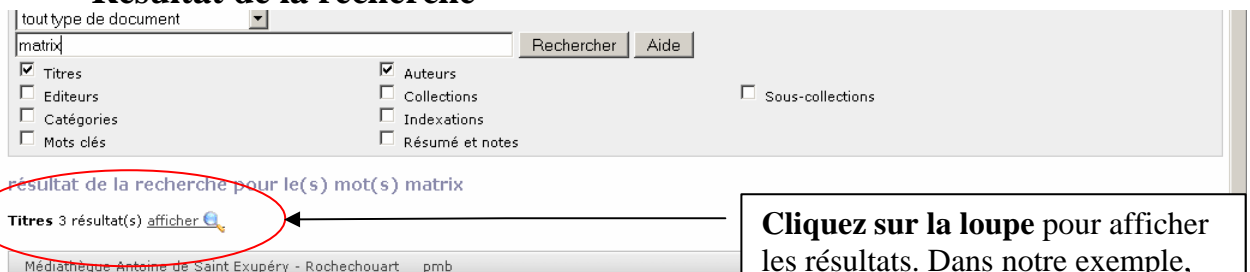 Résultat de la recherche
tout type de document
matrix
Rechercher Aide
Titres Auteurs
Editeurs Collections Sous-collections
Catégories Indexations
Mots clés Résumé et notes
résultat de la recherche pour le(s) mot(s) matrix
Titres 3 résultat(s) afficher
Cliquez sur la loupe pour afficher
les résultats. Dans notre exemple,
Médiathèque Antoine de Saint Exupéry - Rochechouart pmb